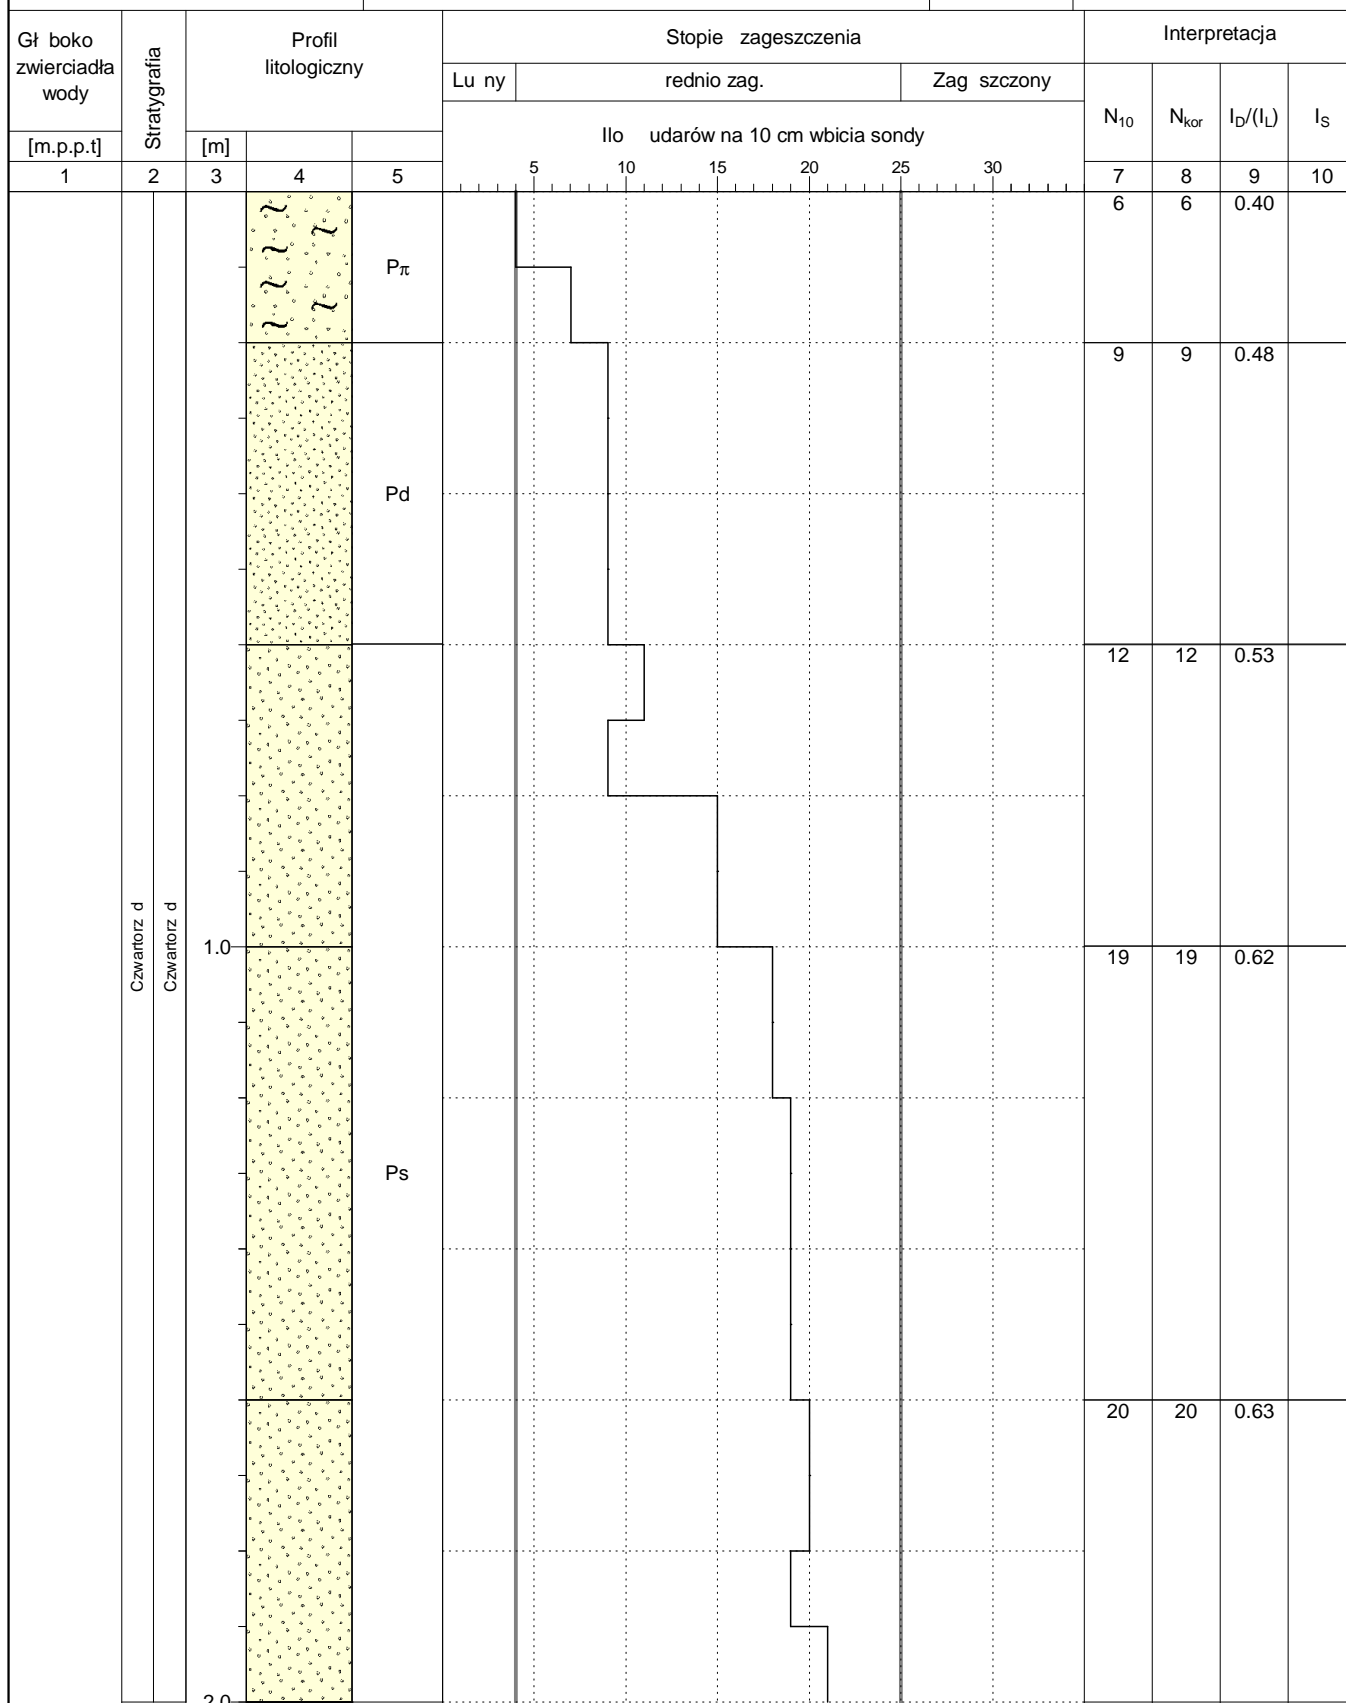 Gł boko
zwierciadła
wody
[m.p.p.t]
Stratygrafia
Profil
litologiczny
[m]
Stopie zageszczenia
Lu ny
rednio zag.
Zag szczony
Ilo udarów na 10 cm wbicia sondy
5 10 15 20 25 30
Interpretacja
N10 Nkor ID/(IL) IS
1 2 3 4 5 7 8 9 10
Pπ
6 6 0.40
Pd
9 9 0.48
12 12 0.53
Czwartorz d
Czwartorz d
1.0
19 19 0.62
Ps
20 20 0.63
2.0